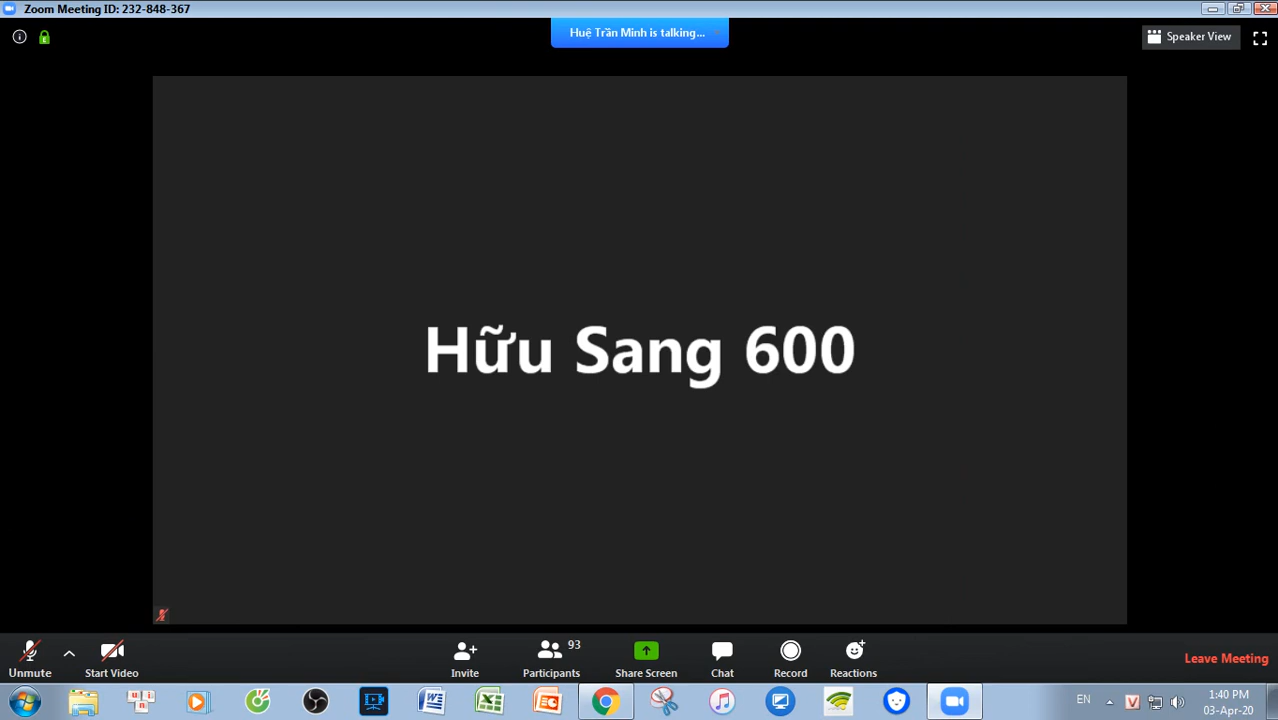 Zoom Meeting ID: 232-848-367
Huệ Trần Minh is talking...
Speaker View
Hữu Sang 600
93
Unmute
Start Video
Invite
Participants
Share Screen
Chat
Record
Reactions
Leave Meeting
EN
1:40 PM
03-Apr-20